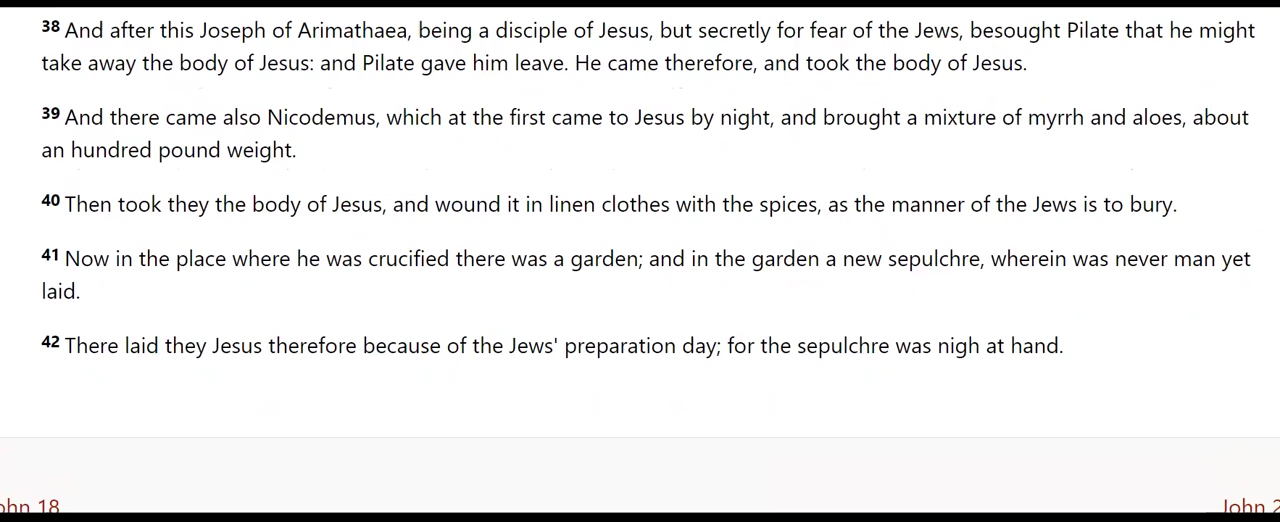 38 And after this Joseph of Arimathaea, being a disciple of Jesus, but secretly for fear of the Jews, besought Pilate that he might
take away the body of Jesus: and Pilate gave him leave. He came therefore, and took the body of Jesus.
39 And there came also Nicodemus, which at the first came to Jesus by night, and brought a mixture of myrrh and aloes, about
an hundred pound weight.
40 Then took they the body of Jesus, and wound it in linen clothes with the spices, as the manner of the Jews is to bury.
41 Now in the place where he was crucified there was a garden; and in the garden a new sepulchre, wherein was never man yet
laid.
42 There laid they Jesus therefore because of the Jews' preparation day; for the sepulchre was nigh at hand.
ohn 18
John